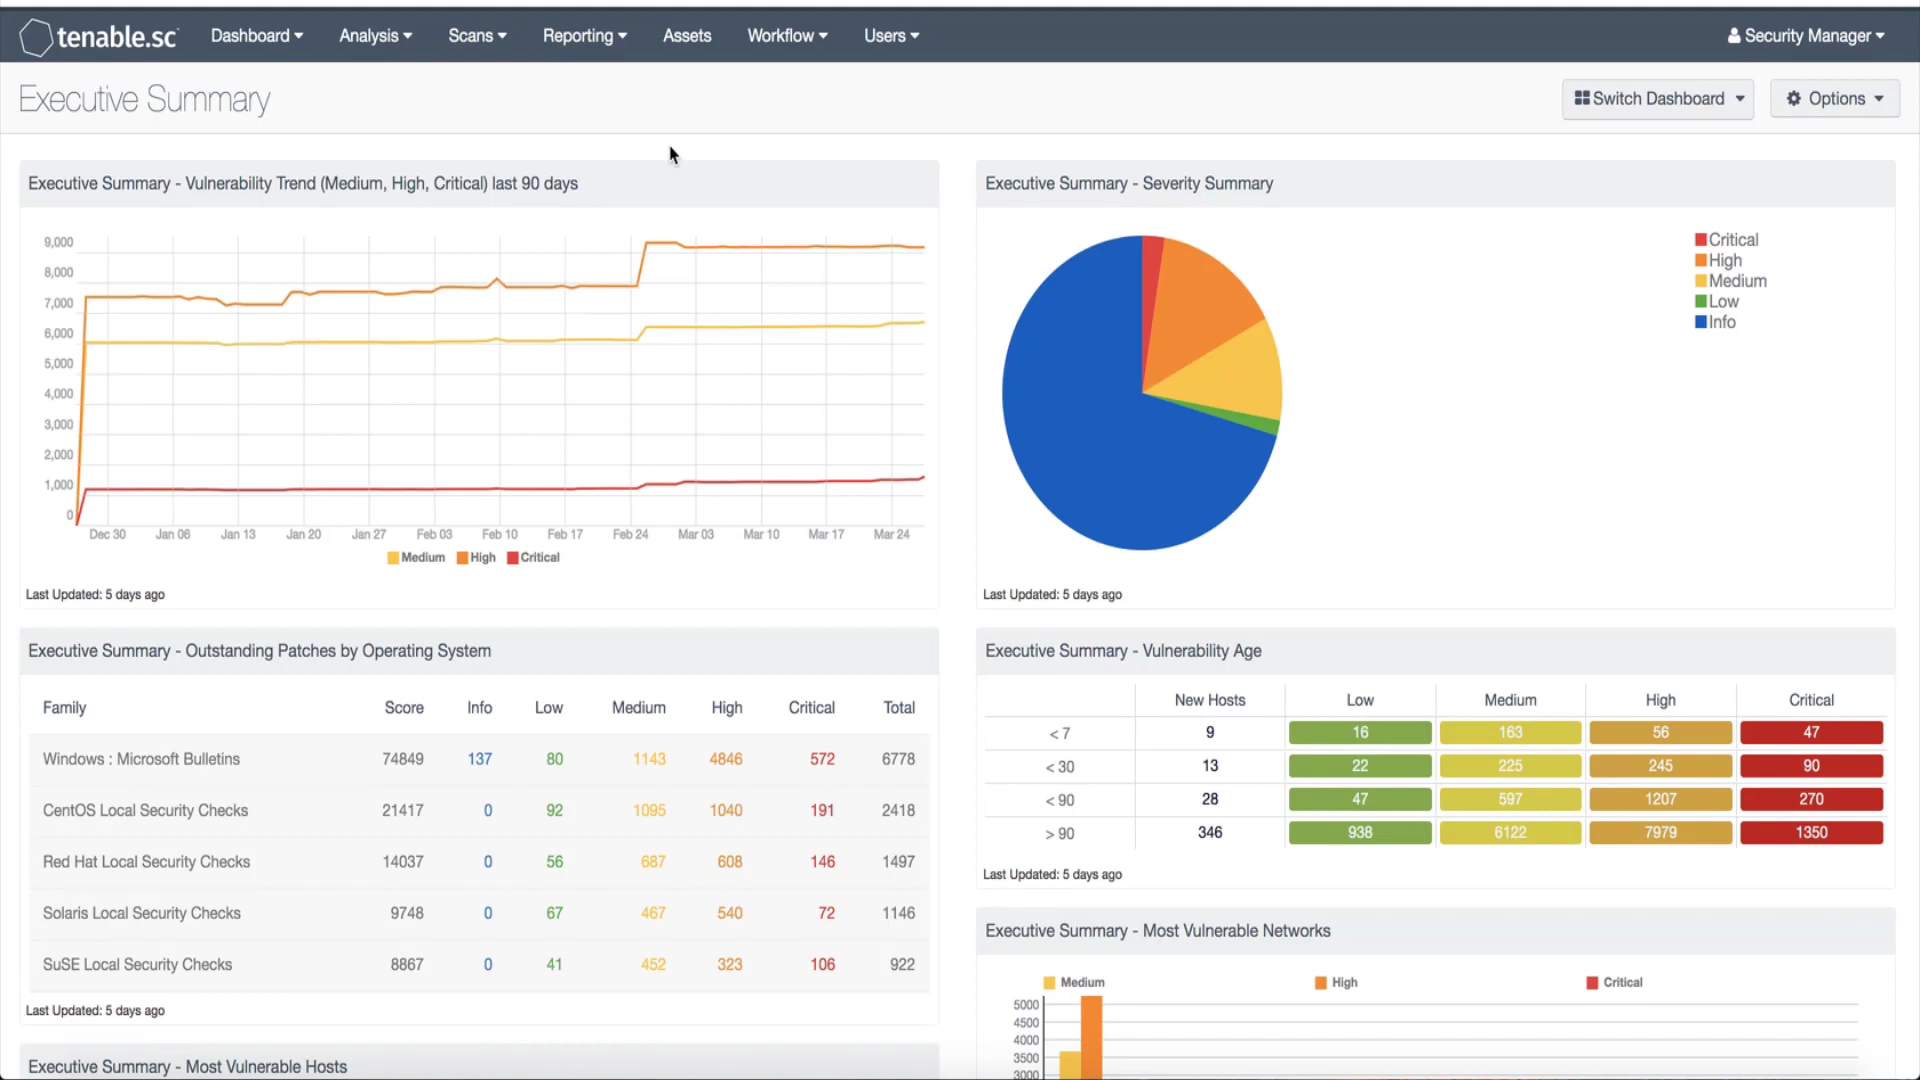 tenable.sc Dashboard Analysis Scans Reporting Assets Workflow Users Security Manager
Executive Summary Switch Dashboard Options
Executive Summary - Vulnerability Trend (Medium, High, Critical) last 90 days
9,000
8,000
7,000
6,000
5,000
4,000
3,000
2,000
1,000
0
Dec 30 Jan 06 Jan 13 Jan 20 Jan 27 Feb 03 Feb 10 Feb 17 Feb 24 Mar 03 Mar 10 Mar 17 Mar 24
Medium High Critical
Last Updated: 5 days ago
Executive Summary - Severity Summary
Critical
High
Medium
Low
Info
Last Updated: 5 days ago
Executive Summary - Outstanding Patches by Operating System
Family Score Info Low Medium High Critical Total
Windows : Microsoft Bulletins 74849 137 80 1143 4846 572 6778
CentOS Local Security Checks 21417 0 92 1095 1040 191 2418
Red Hat Local Security Checks 14037 0 56 687 608 146 1497
Solaris Local Security Checks 9748 0 67 467 540 72 1146
SuSE Local Security Checks 8867 0 41 452 323 106 922
Last Updated: 5 days ago
Executive Summary - Vulnerability Age
New Hosts Low Medium High Critical
< 7 9 16 163 56 47
< 30 13 22 225 245 90
< 90 28 47 597 1207 270
> 90 346 938 6122 7979 1350
Last Updated: 5 days ago
Executive Summary - Most Vulnerable Networks
Medium High Critical
5000
4500
4000
3500
3000
Executive Summary - Most Vulnerable Hosts